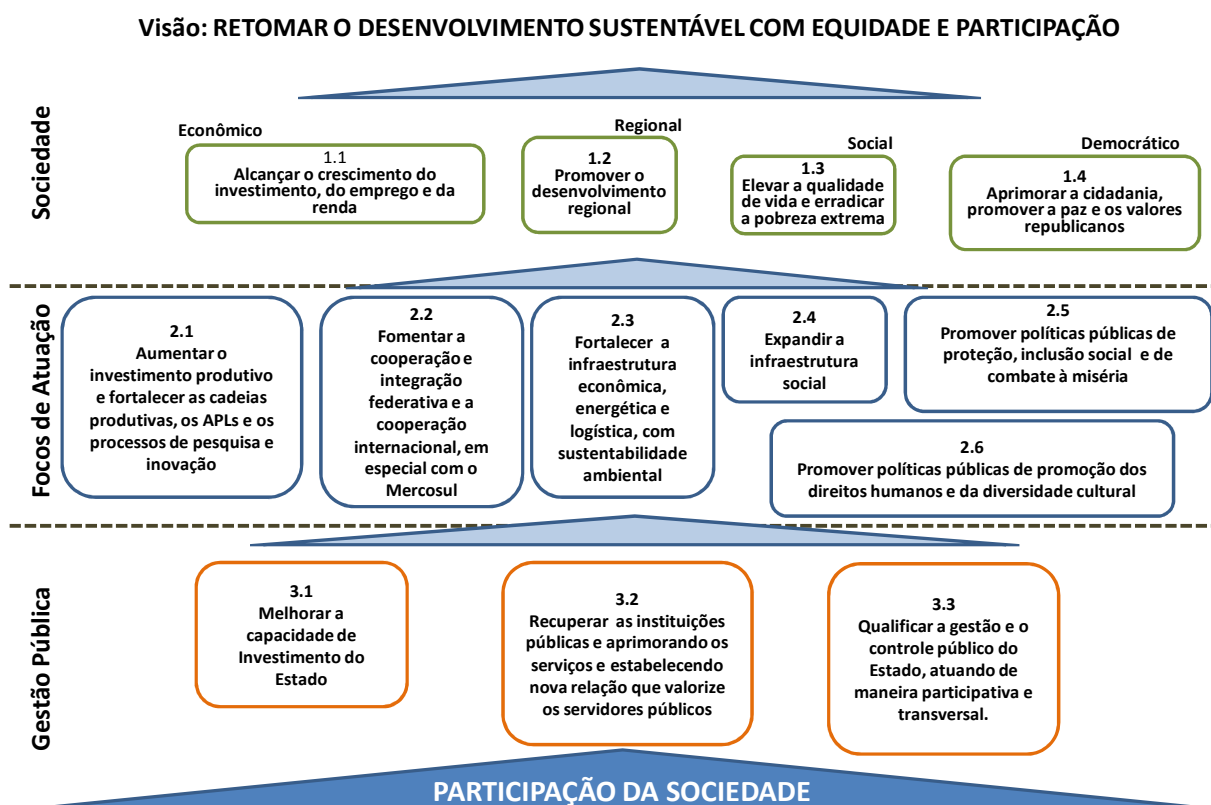 Visão: RETOMAR O DESENVOLVIMENTO SUSTENTÁVEL COM EQUIDADE E PARTICIPAÇÃO
Sociedade
Econômico
1.1
Alcançar o crescimento do
investimento, do emprego e da
renda
Regional
1.2
Promover o
desenvolvimento
regional
Social
1.3
Elevar a qualidade
de vida e erradicar
a pobreza extrema
Democrático
1.4
Aprimorar a cidadania,
promover a paz e os valores
republicanos
Focos de Atuação
2.1
Aumentar o
investimento produtivo
e fortalecer as cadeias
produtivas, os APLs e os
processos de pesquisa e
inovação
2.2
Fomentar a
cooperação e
integração
federativa e a
cooperação
internacional, em
especial com o
Mercosul
2.3
Fortalecer a
infraestrutura
econômica,
energética e
logística, com
sustentabilidade
ambiental
2.4
Expandir a
infraestrutura
social
2.5
Promover políticas públicas de
proteção, inclusão social e de
combate à miséria
2.6
Promover políticas públicas de promoção dos
direitos humanos e da diversidade cultural
Gestão Pública
3.1
Melhorar a
capacidade de
Investimento do
Estado
3.2
Recuperar as instituições
públicas e aprimorando os
serviços e estabelecendo
nova relação que valorize
os servidores públicos
3.3
Qualificar a gestão e o
controle público do
Estado, atuando de
maneira participativa e
transversal.
PARTICIPAÇÃO DA SOCIEDADE